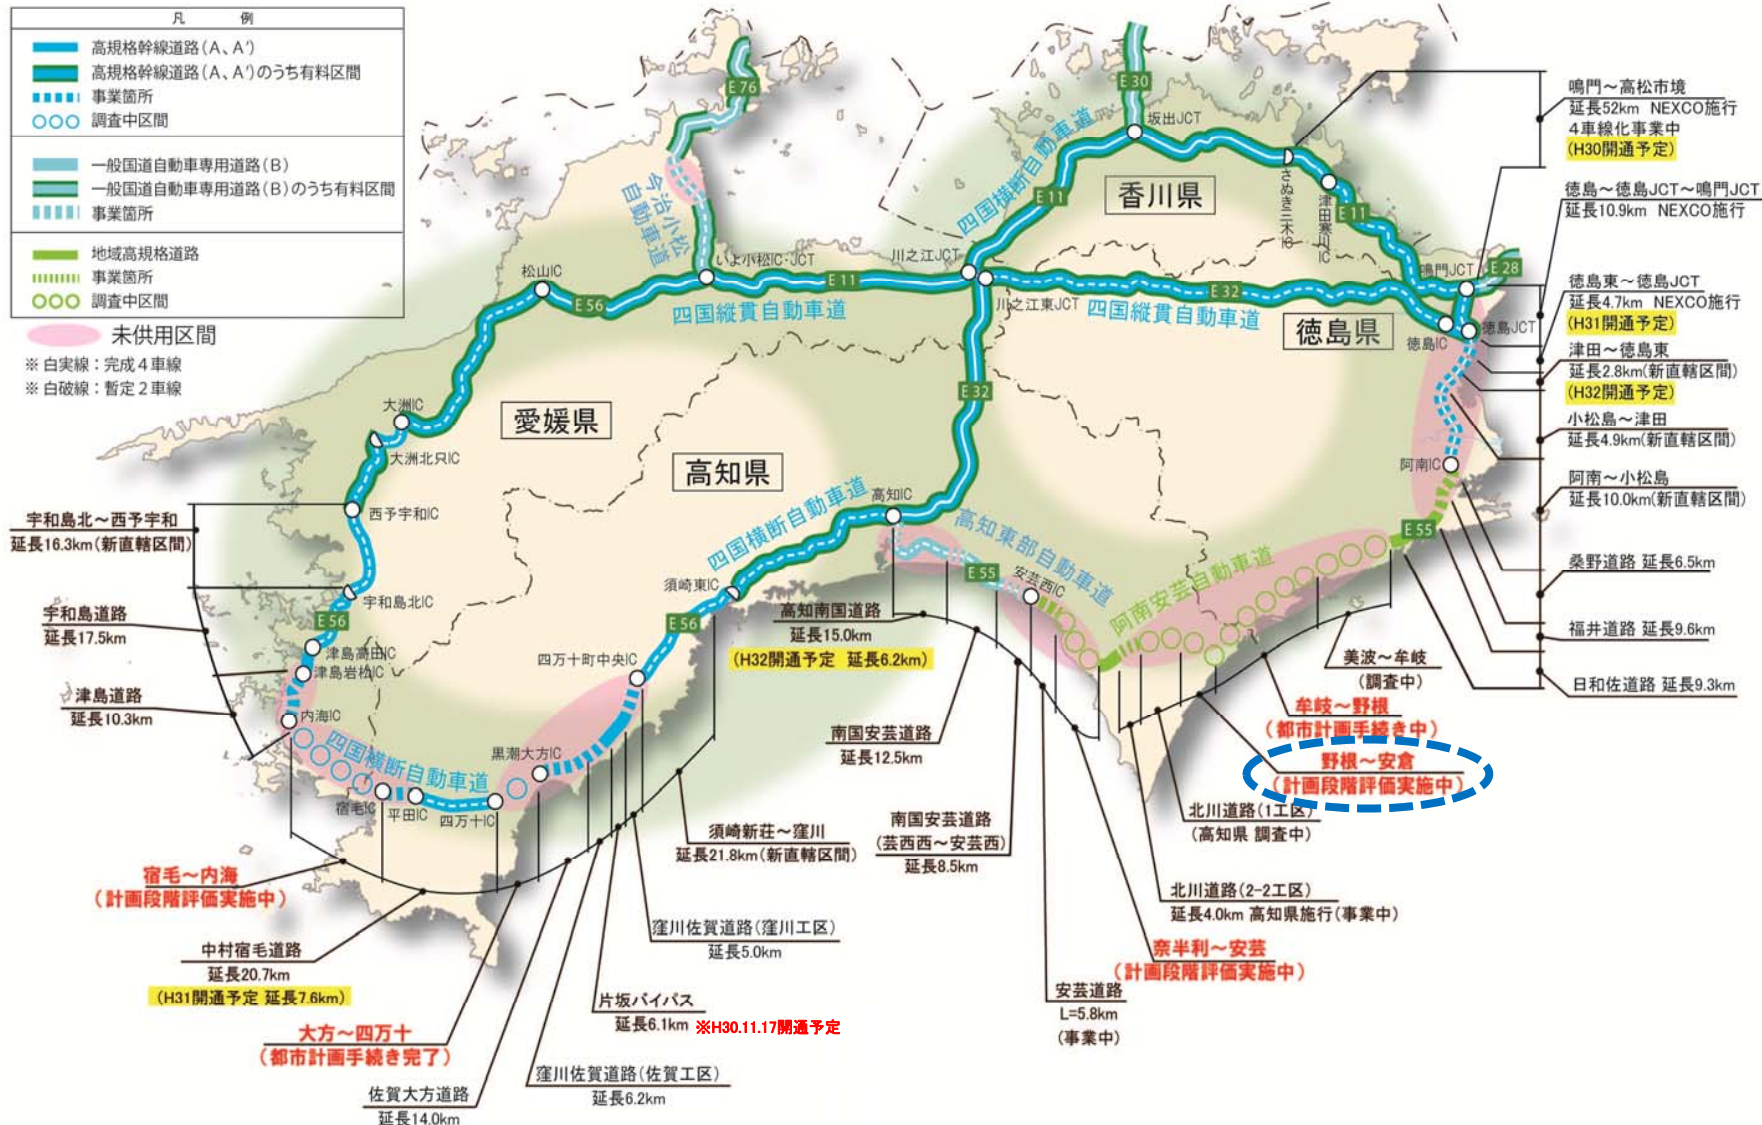 凡　例
高規格幹線道路(A、A')
高規格幹線道路(A、A')のうち有料区間
事業箇所
調査中区間
一般国道自動車専用道路(B)
一般国道自動車専用道路(B)のうち有料区間
事業箇所
地域高規格道路
事業箇所
調査中区間
未供用区間
※ 白実線：完成４車線
※ 白破線：暫定２車線
E 76
E 30
坂出JCT
四国横断自動車道
E 11
香川県
さぬき三木IC
津田寒川IC
E 11
今治小松自動車道
いよ小松IC・JCT
川之江JCT
E 11
川之江東JCT
松山IC
E 56
四国縦貫自動車道
E 32
四国縦貫自動車道
徳島県
鳴門JCT
E 28
徳島IC
徳島JCT
E 32
大洲IC
大洲北只IC
愛媛県
高知県
西予宇和IC
宇和島北IC
E 56
津島高田IC
津島岩松IC
内海IC
四国横断自動車道
宿毛IC
平田IC
四万十IC
黒潮大方IC
四万十町中央IC
E 56
須崎東IC
四国横断自動車道
高知IC
高知東部自動車道
E 55
安芸西IC
阿南安芸自動車道
E 55
阿南IC
鳴門～高松市境
延長52km NEXCO施行
４車線化事業中
(H30開通予定)
徳島～徳島JCT～鳴門JCT
延長10.9km NEXCO施行
徳島東～徳島JCT
延長4.7km NEXCO施行
(H31開通予定)
津田～徳島東
延長2.8km(新直轄区間)
(H32開通予定)
小松島～津田
延長4.9km(新直轄区間)
阿南～小松島
延長10.0km(新直轄区間)
桑野道路 延長6.5km
福井道路 延長9.6km
日和佐道路 延長9.3km
美波～牟岐
(調査中)
牟岐～野根
(都市計画手続き中)
野根～安倉
(計画段階評価実施中)
北川道路(1工区)
(高知県 調査中)
北川道路(2-2工区)
延長4.0km 高知県施行(事業中)
奈半利～安芸
(計画段階評価実施中)
安芸道路
L=5.8km
(事業中)
南国安芸道路
(芸西西～安芸西)
延長8.5km
南国安芸道路
延長12.5km
高知南国道路
延長15.0km
(H32開通予定 延長6.2km)
須崎新荘～窪川
延長21.8km(新直轄区間)
窪川佐賀道路(窪川工区)
延長5.0km
片坂バイパス
延長6.1km ※H30.11.17開通予定
窪川佐賀道路(佐賀工区)
延長6.2km
佐賀大方道路
延長14.0km
大方～四万十
(都市計画手続き完了)
中村宿毛道路
延長20.7km
(H31開通予定 延長7.6km)
宿毛～内海
(計画段階評価実施中)
津島道路
延長10.3km
宇和島道路
延長17.5km
宇和島北～西予宇和
延長16.3km(新直轄区間)